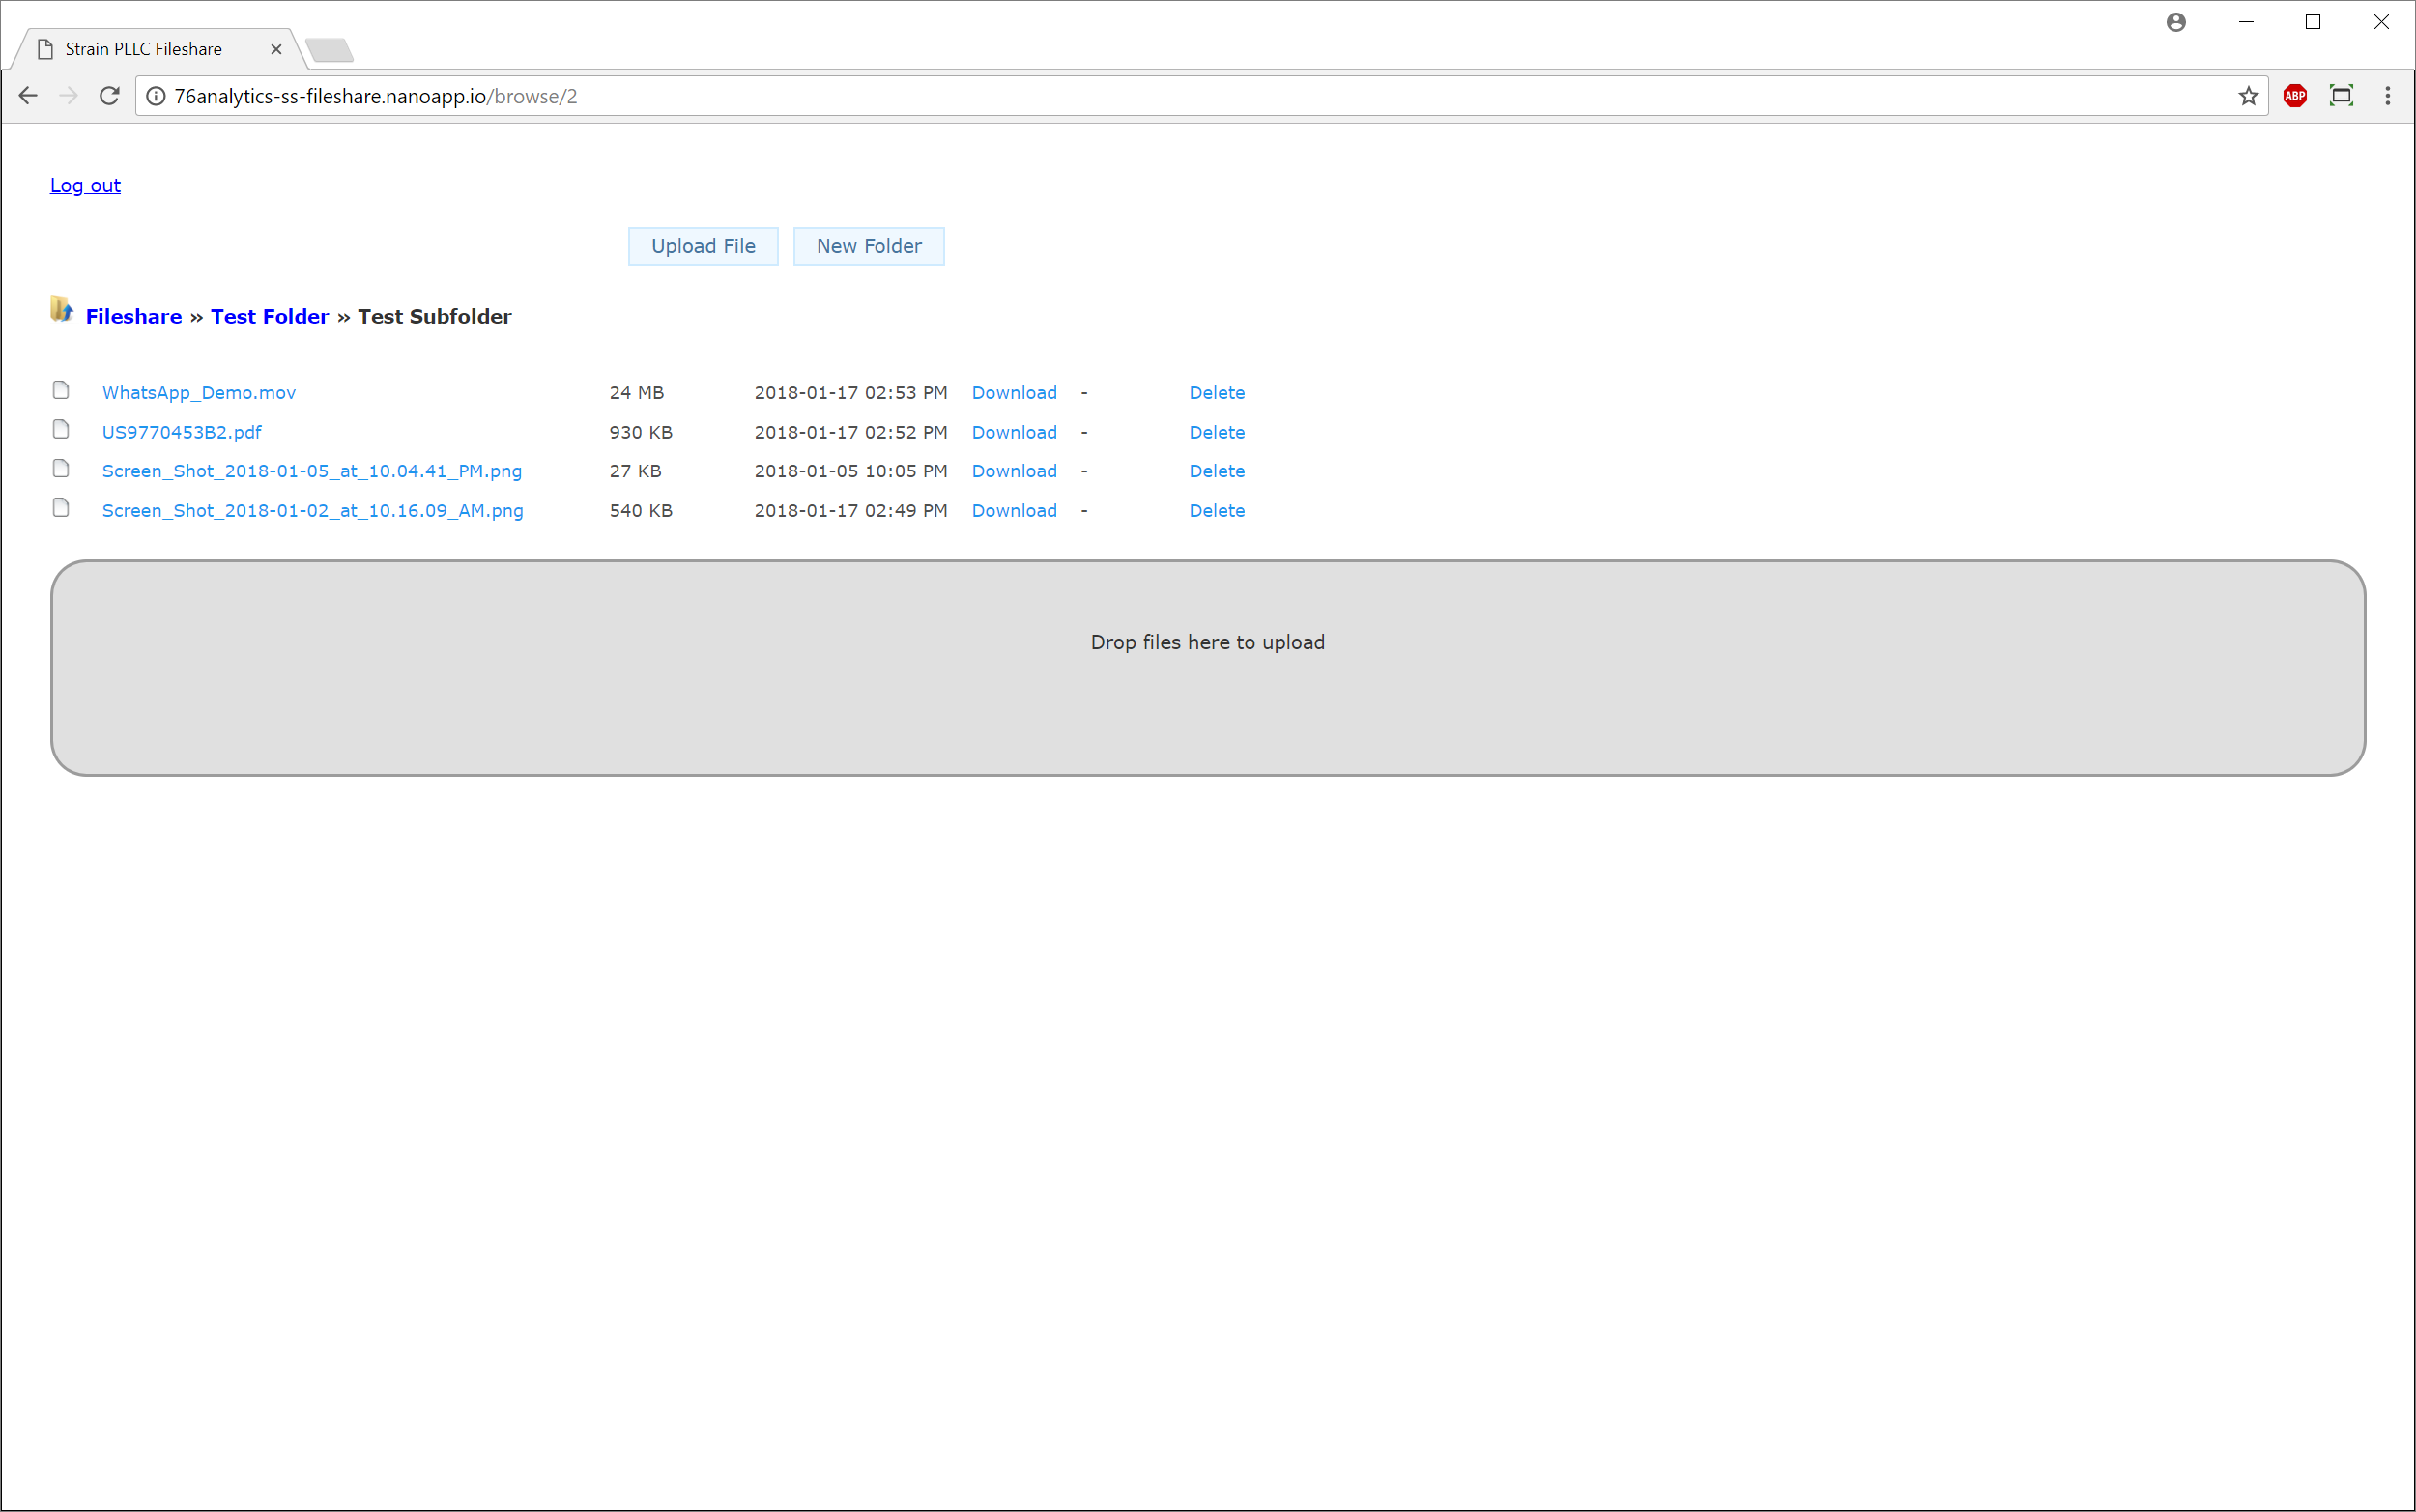 Strain PLLC Fileshare
76analytics-ss-fileshare.nanoapp.io/browse/2
ABP
Log out
Upload File New Folder
Fileshare » Test Folder » Test Subfolder
WhatsApp_Demo.mov 24 MB 2018-01-17 02:53 PM Download - Delete
US9770453B2.pdf 930 KB 2018-01-17 02:52 PM Download - Delete
Screen_Shot_2018-01-05_at_10.04.41_PM.png 27 KB 2018-01-05 10:05 PM Download - Delete
Screen_Shot_2018-01-02_at_10.16.09_AM.png 540 KB 2018-01-17 02:49 PM Download - Delete
Drop files here to upload